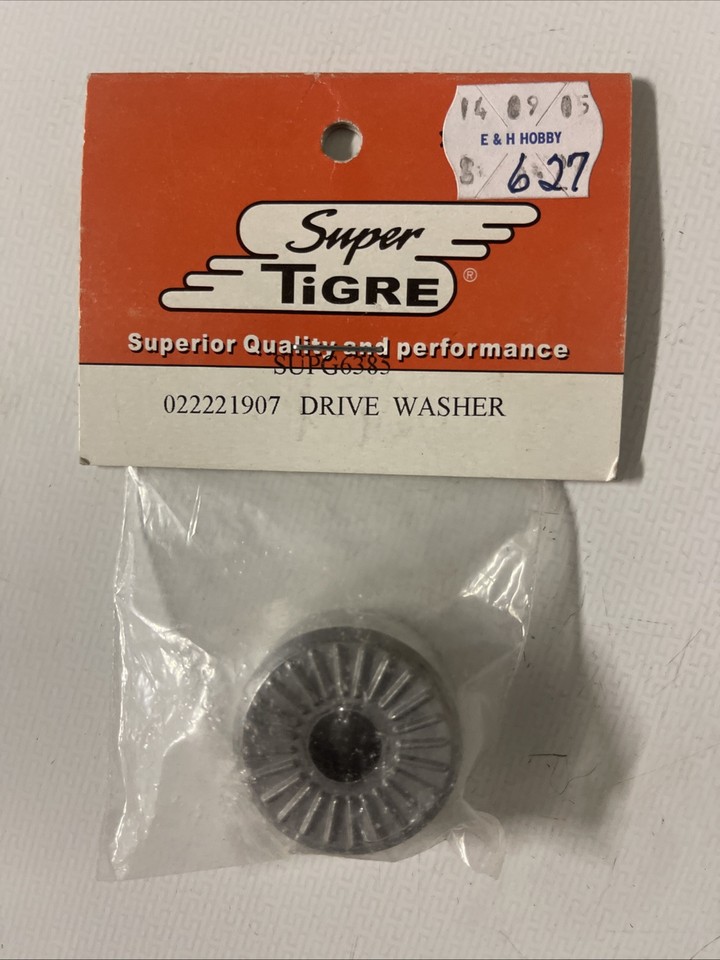 14 09 05
E & H HOBBY
6 27
Super
TiGRE ®
Superior Quality and performance
SUPG6385
022221907 DRIVE WASHER